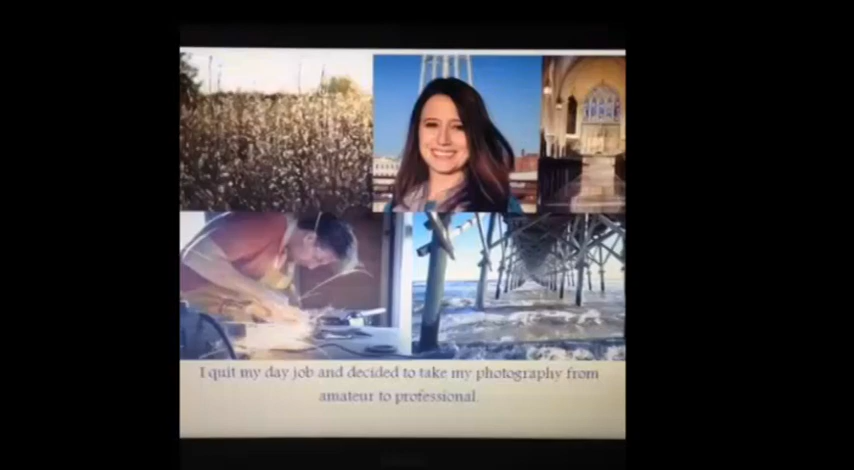 I quit my day job and decided to take my photography from
amateur to professional.